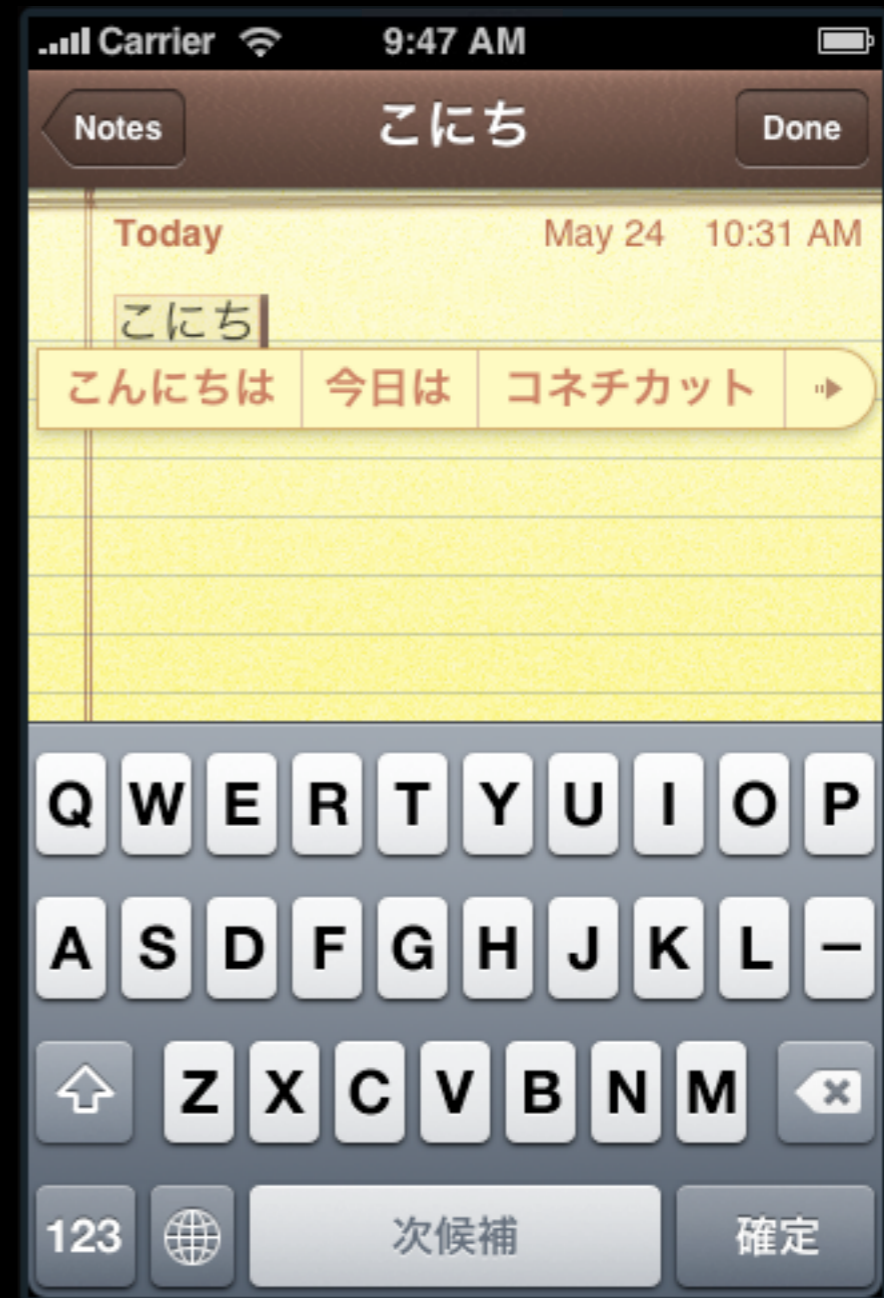 Carrier 9:47 AM
Notes こにち Done
Today May 24 10:31 AM
こにち
こんにちは 今日は コネチカット
Q W E R T Y U I O P
A S D F G H J K L –
Z X C V B N M
123 次候補 確定